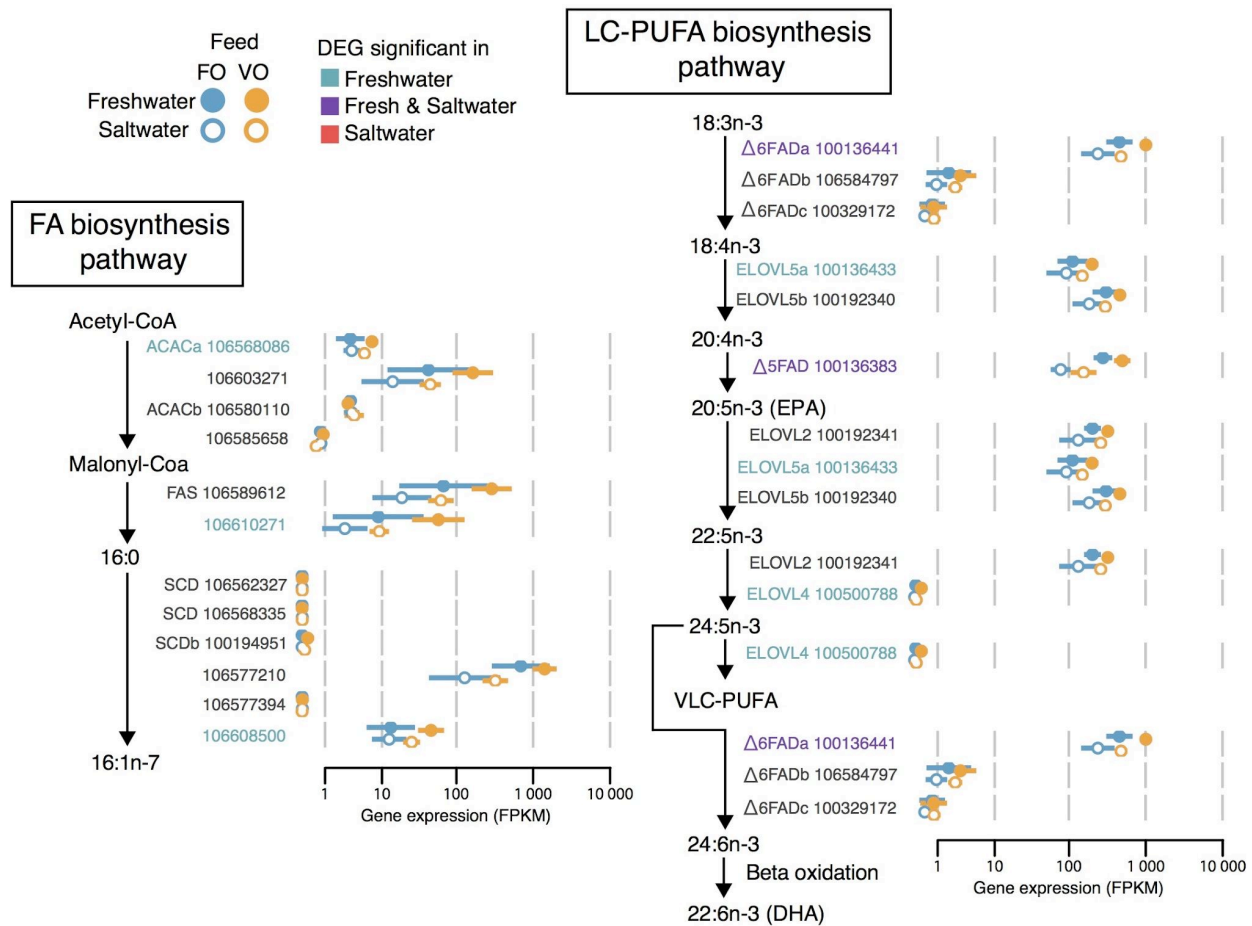 Feed
FO VO
Freshwater
Saltwater
DEG significant in
Freshwater
Fresh & Saltwater
Saltwater
FA biosynthesis
pathway
Acetyl-CoA
ACACa 106568086
106603271
ACACb 106580110
106585658
Malonyl-Coa
FAS 106589612
106610271
16:0
SCD 106562327
SCD 106568335
SCDb 100194951
106577210
106577394
106608500
16:1n-7
1 10 100 1000 10 000
Gene expression (FPKM)
LC-PUFA biosynthesis
pathway
18:3n-3
Δ6FADa 100136441
Δ6FADb 106584797
Δ6FADc 100329172
18:4n-3
ELOVL5a 100136433
ELOVL5b 100192340
20:4n-3
Δ5FAD 100136383
20:5n-3 (EPA)
ELOVL2 100192341
ELOVL5a 100136433
ELOVL5b 100192340
22:5n-3
ELOVL2 100192341
ELOVL4 100500788
24:5n-3
ELOVL4 100500788
VLC-PUFA
Δ6FADa 100136441
Δ6FADb 106584797
Δ6FADc 100329172
24:6n-3
Beta oxidation
22:6n-3 (DHA)
1 10 100 1 000 10 000
Gene expression (FPKM)